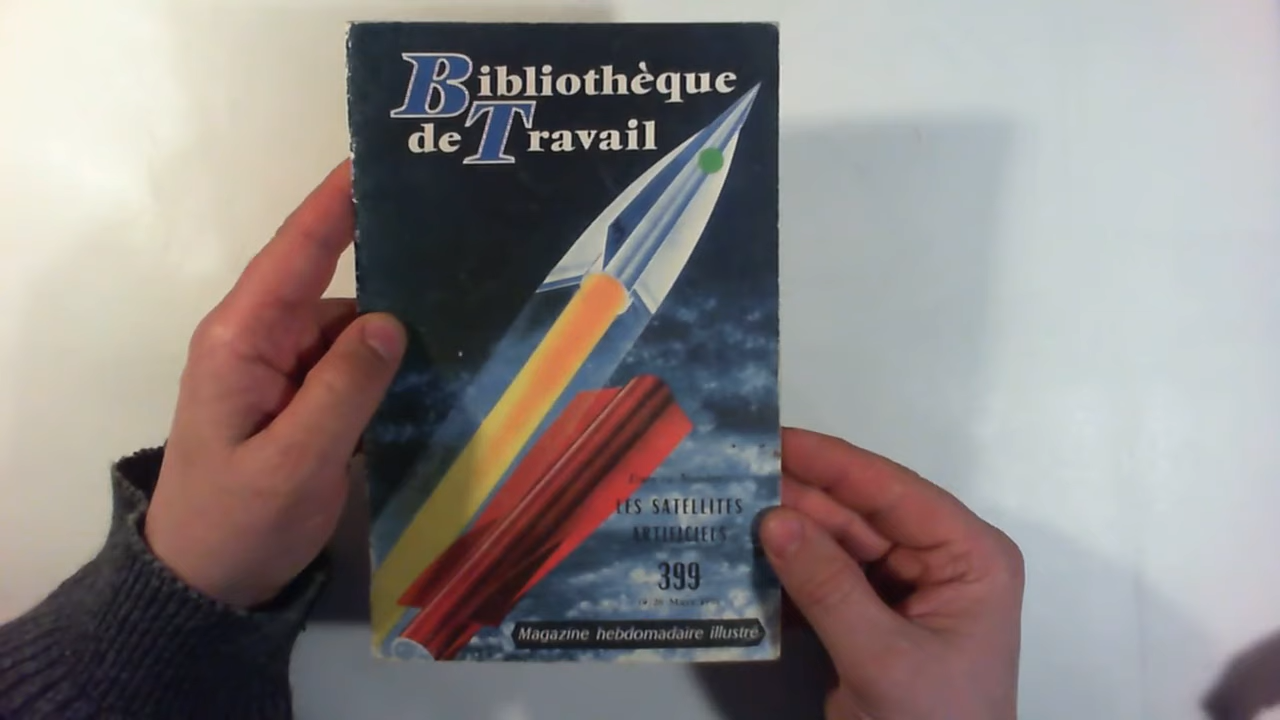 Bibliothèque
de Travail
LES SATELLITES
ARTIFICIELS
399
Magazine hebdomadaire illustré